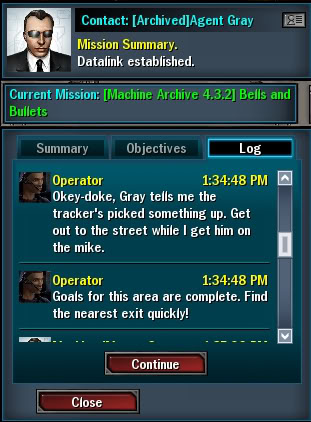 Contact: [Archived]Agent Gray
Mission Summary.
Datalink established.
Current Mission: [Machine Archive 4.3.2] Bells and
Bullets
Summary
Objectives
Log
Operator 1:34:48 PM
Okey-doke, Gray tells me the
tracker's picked something up. Get
out to the street while I get him on
the mike.
Operator 1:34:48 PM
Goals for this area are complete. Find
the nearest exit quickly!
Continue
Close